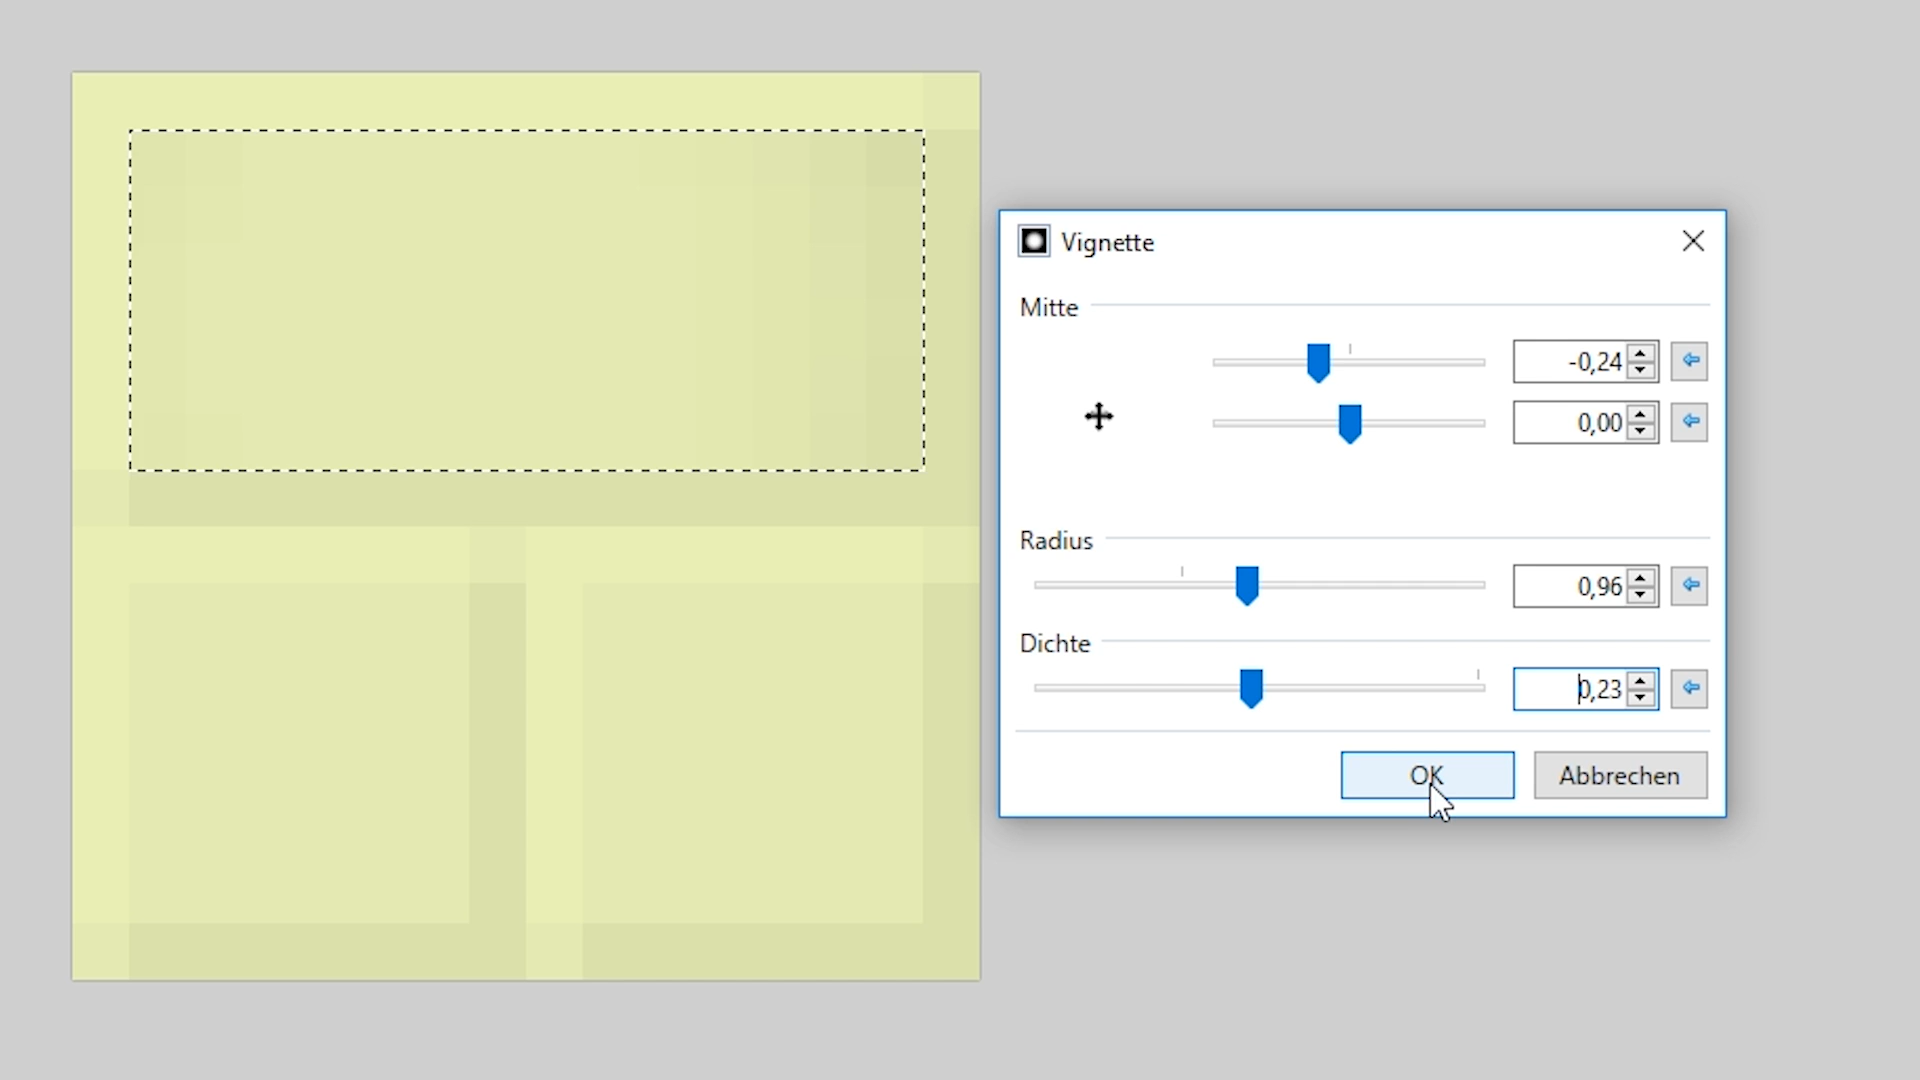 Vignette
Mitte
-0,24
0,00
Radius
0,96
Dichte
0,23
OK
Abbrechen